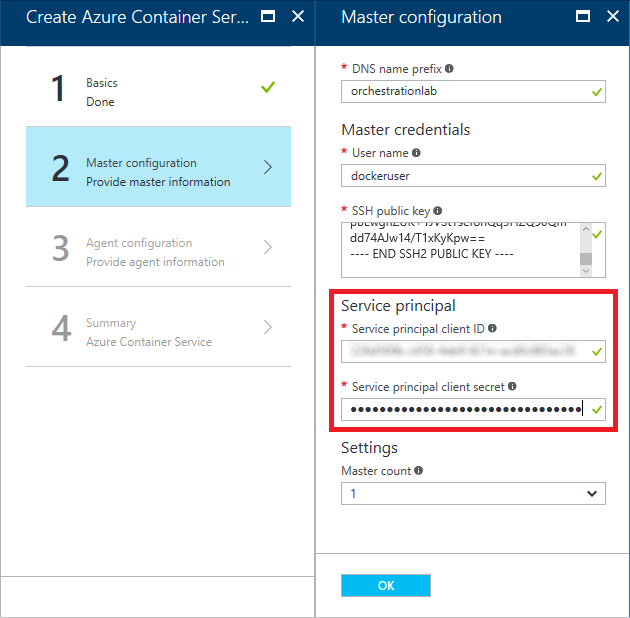 Create Azure Container Ser...
1
Basics
Done
2
Master configuration
Provide master information
3
Agent configuration
Provide agent information
4
Summary
Azure Container Service
Master configuration
* DNS name prefix
orchestrationlab
Master credentials
* User name
dockeruser
* SSH public key
dd74AJw14/T1xKyKpw==
---- END SSH2 PUBLIC KEY ----
Service principal
* Service principal client ID
* Service principal client secret
Settings
Master count
1
OK